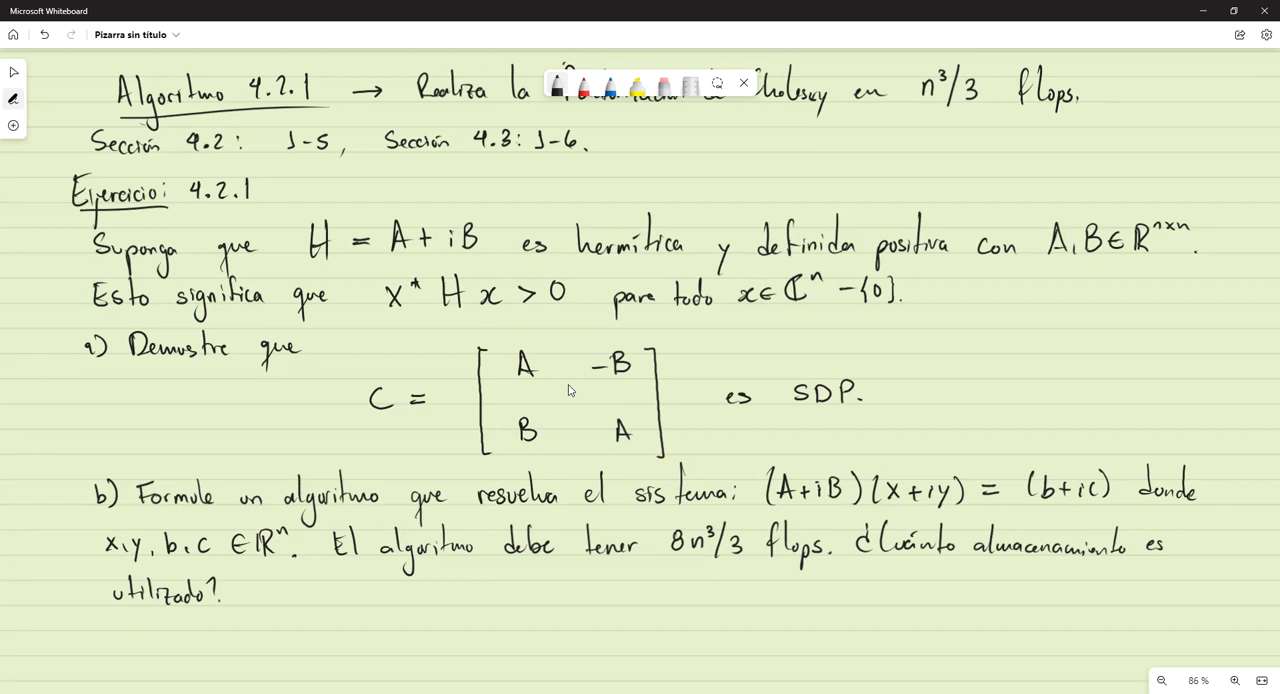 Microsoft Whiteboard
Pizarra sin título
Algoritmo 4.2.1 → Realiza la Cholesky en n³/3 flops.
Sección 4.2: 1-5, Sección 4.3: 1-6.
Ejercicio: 4.2.1
Suponga que H = A + iB es hermítica y definida positiva con A, B ∈ ℝⁿˣⁿ.
Esto significa que x* H x > 0 para todo x ∈ ℂⁿ - {0}.
a) Demuestre que
C = [ A -B
B A ] es SDP.
b) Formule un algoritmo que resuelva el sistema: (A+iB)(x+iy) = (b+ic) donde
x, y, b, c ∈ ℝⁿ. El algoritmo debe tener 8n³/3 flops. ¿Cuánto almacenamiento es
utilizado?
86 %